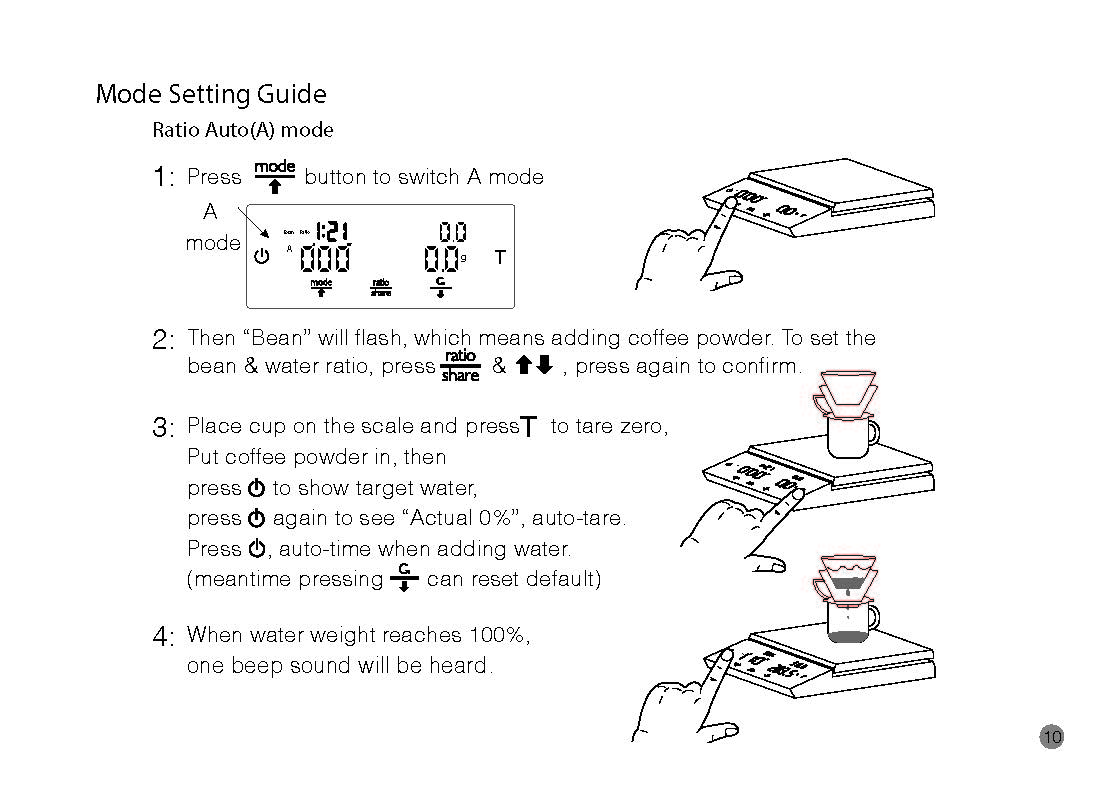 Mode Setting Guide
Ratio Auto(A) mode
1: Press mode button to switch A mode
A
mode
Bean Ratio 1:21 0.0
A 000 0.0 g T
mode ratio share
2: Then “Bean” will flash, which means adding coffee powder. To set the
bean & water ratio, press ratio share & , press again to confirm.
3: Place cup on the scale and press T to tare zero,
Put coffee powder in, then
press to show target water,
press again to see “Actual 0%”, auto-tare.
Press , auto-time when adding water.
(meantime pressing can reset default)
4: When water weight reaches 100%,
one beep sound will be heard.
10